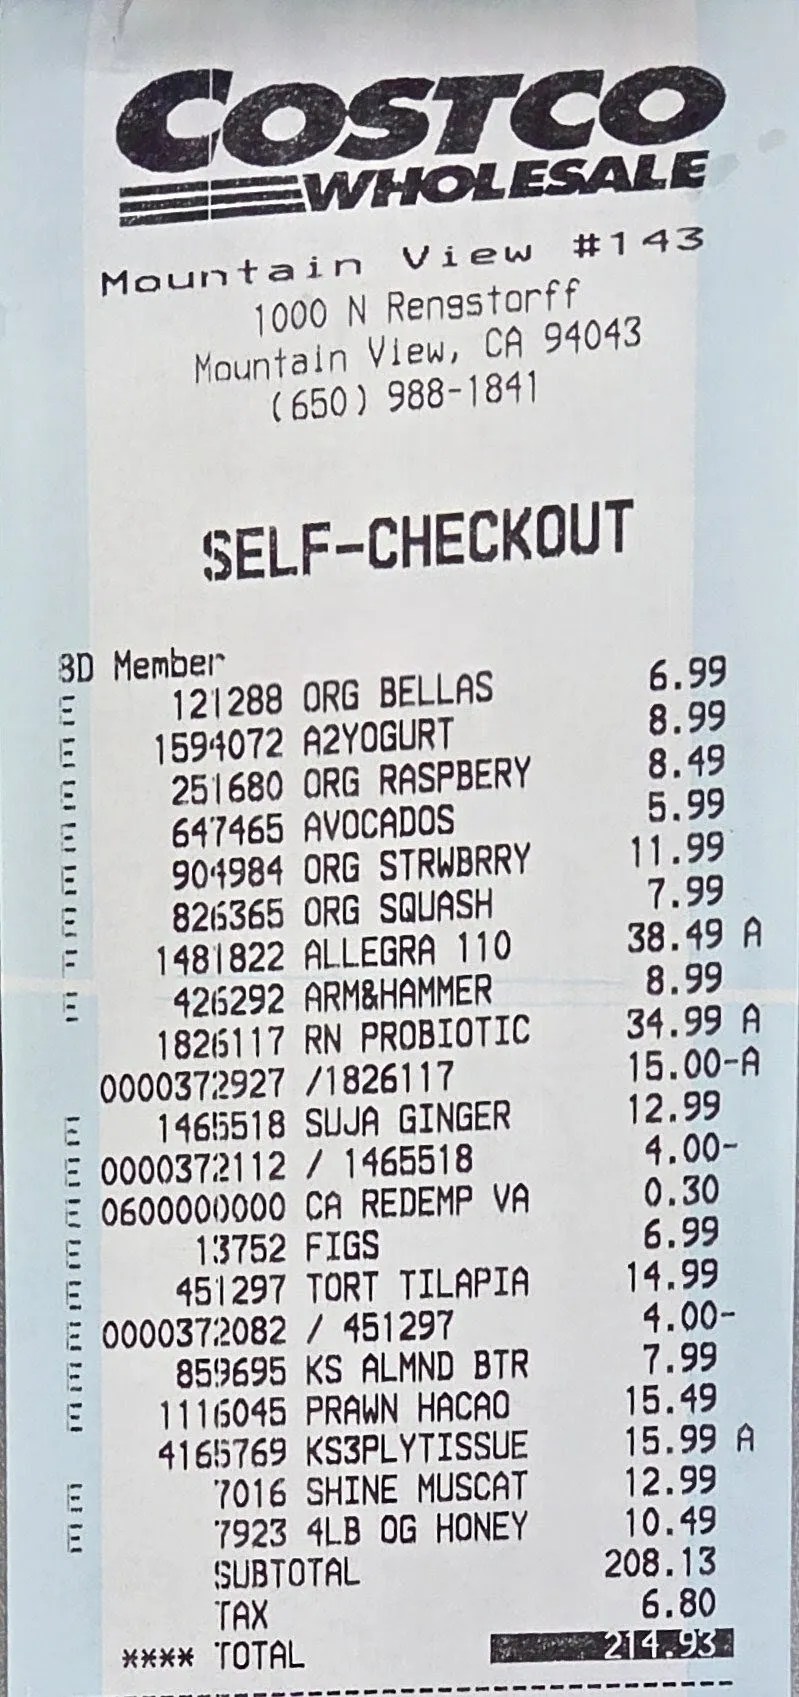 COSTCO
WHOLESALE
Mountain View #143
1000 N Rengstorff
Mountain View, CA 94043
(650) 988-1841
SELF-CHECKOUT
3D Member
E 121288 ORG BELLAS 6.99
E 1594072 A2YOGURT 8.99
E 251680 ORG RASPBERY 8.49
E 647465 AVOCADOS 5.99
E 904984 ORG STRWBRRY 11.99
E 826365 ORG SQUASH 7.99
1481822 ALLEGRA 110 38.49 A
E 426292 ARM&HAMMER 8.99
1826117 RN PROBIOTIC 34.99 A
0000372927 /1826117 15.00-A
E 1465518 SUJA GINGER 12.99
E 0000372112 / 1465518 4.00-
E 0600000000 CA REDEMP VA 0.30
E 13752 FIGS 6.99
E 451297 TORT TILAPIA 14.99
E 0000372082 / 451297 4.00-
E 859695 KS ALMND BTR 7.99
E 1116045 PRAWN HACAO 15.49
4165769 KS3PLYTISSUE 15.99 A
E 7016 SHINE MUSCAT 12.99
E 7923 4LB OG HONEY 10.49
SUBTOTAL 208.13
TAX 6.80
**** TOTAL 214.93